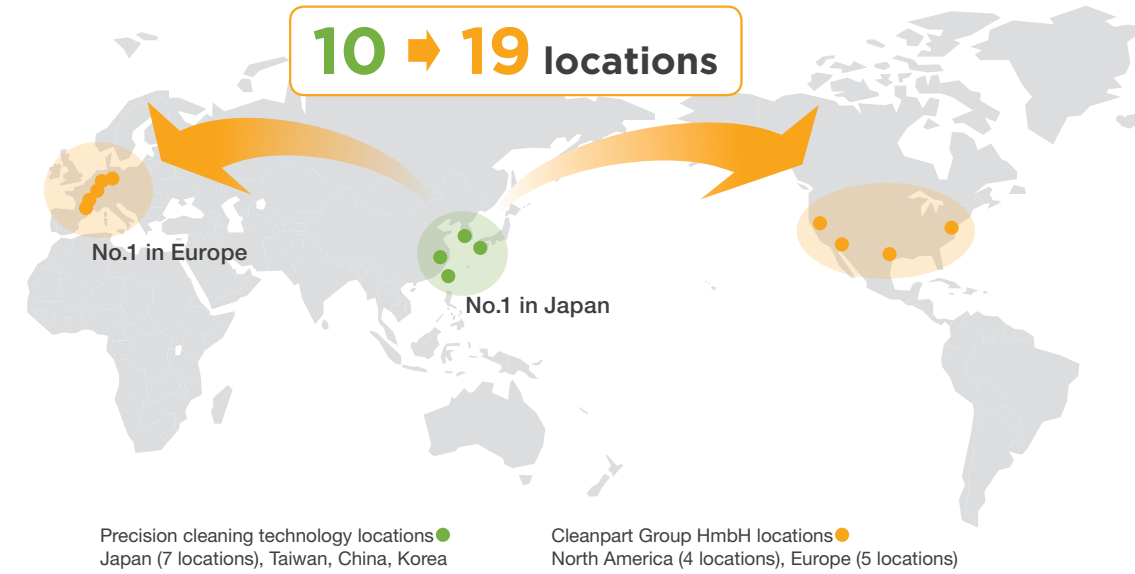 10 ➡ 19 locations
No.1 in Europe
No.1 in Japan
Precision cleaning technology locations●
Japan (7 locations), Taiwan, China, Korea
Cleanpart Group HmbH locations●
North America (4 locations), Europe (5 locations)